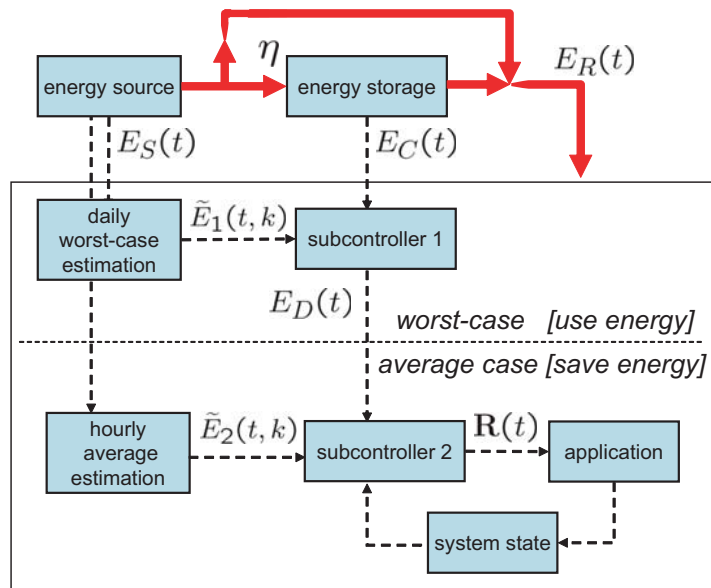 η
E_R(t)
energy source
energy storage
E_S(t)
E_C(t)
daily
worst-case
estimation
Ẽ_1(t, k)
subcontroller 1
E_D(t)
worst-case [use energy]
average case [save energy]
hourly
average
estimation
Ẽ_2(t, k)
subcontroller 2
R(t)
application
system state